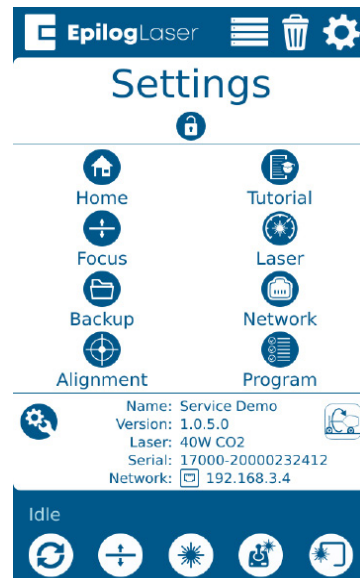 EpilogLaser
Settings
Home Tutorial
Focus Laser
Backup Network
Alignment Program
Name: Service Demo
Version: 1.0.5.0
Laser: 40W CO2
Serial: 17000-20000232412
Network: 192.168.3.4
Idle